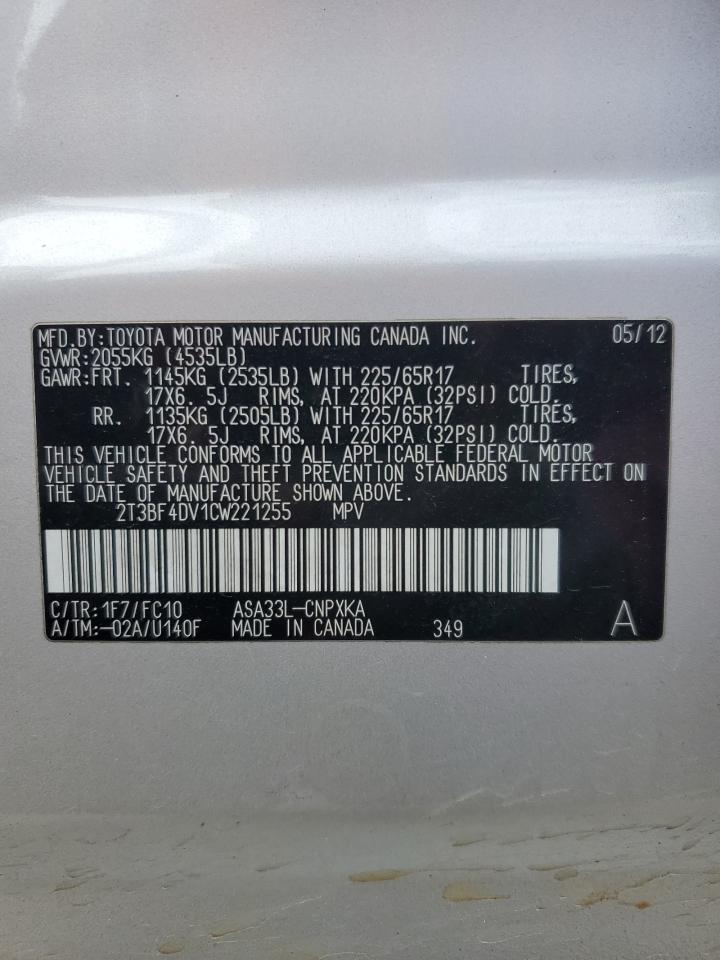 MFD.BY:TOYOTA MOTOR MANUFACTURING CANADA INC. 05/12
GVWR:2055KG (4535LB)
GAWR:FRT. 1145KG (2535LB) WITH 225/65R17 TIRES,
17X6.5J RIMS, AT 220KPA (32PSI) COLD.
RR. 1135KG (2505LB) WITH 225/65R17 TIRES,
17X6.5J RIMS, AT 220KPA (32PSI) COLD.
THIS VEHICLE CONFORMS TO ALL APPLICABLE FEDERAL MOTOR
VEHICLE SAFETY AND THEFT PREVENTION STANDARDS IN EFFECT ON
THE DATE OF MANUFACTURE SHOWN ABOVE.
2T3BF4DV1CW221255 MPV
C/TR:1F7/FC10 ASA33L-CNPXKA
A/TM:-02A/U140F MADE IN CANADA 349 A